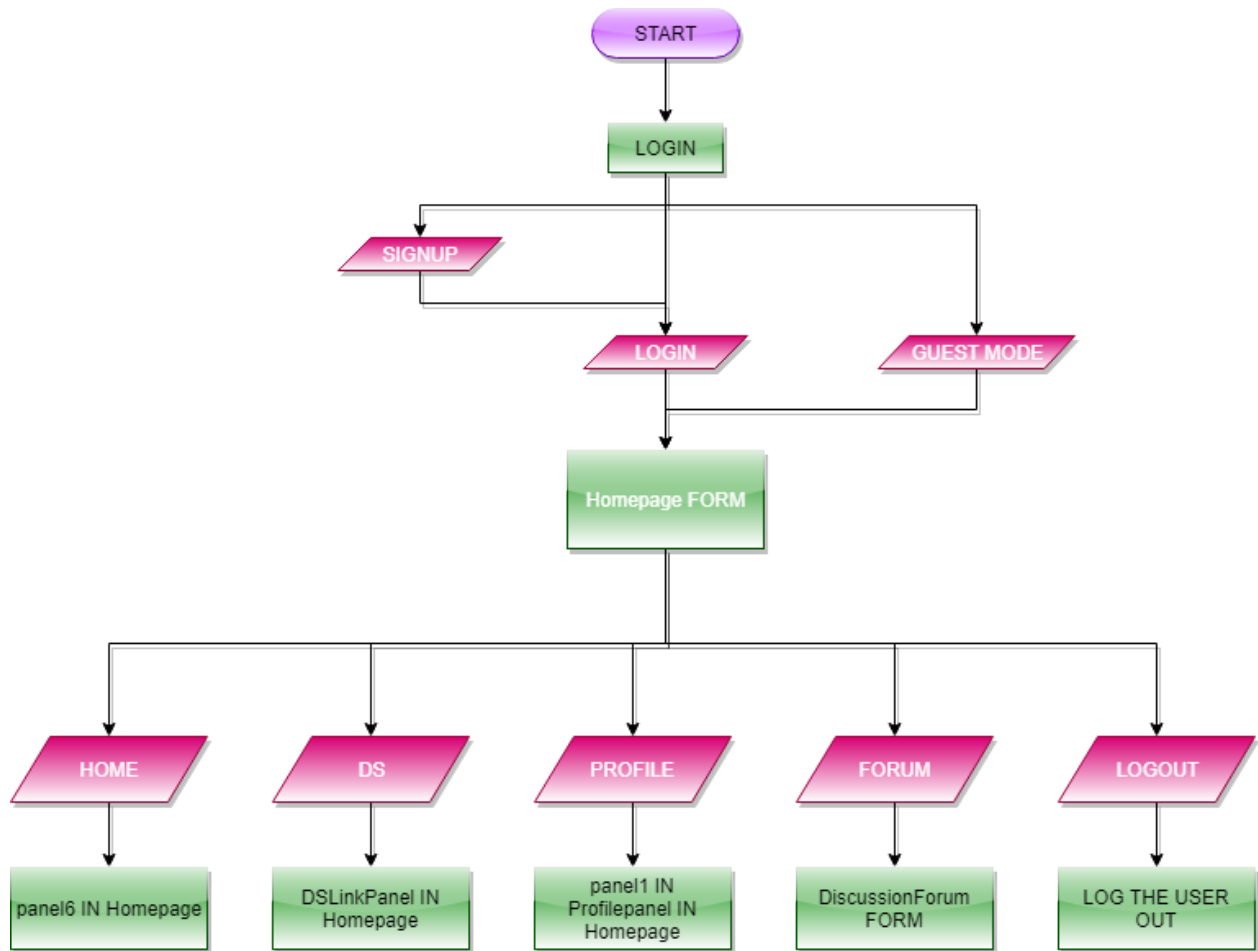 START
LOGIN
SIGNUP
LOGIN
GUEST MODE
Homepage FORM
HOME
DS
PROFILE
FORUM
LOGOUT
panel6 IN Homepage
DSLinkPanel IN
Homepage
panel1 IN
Profilepanel IN
Homepage
DiscussionForum
FORM
LOG THE USER
OUT